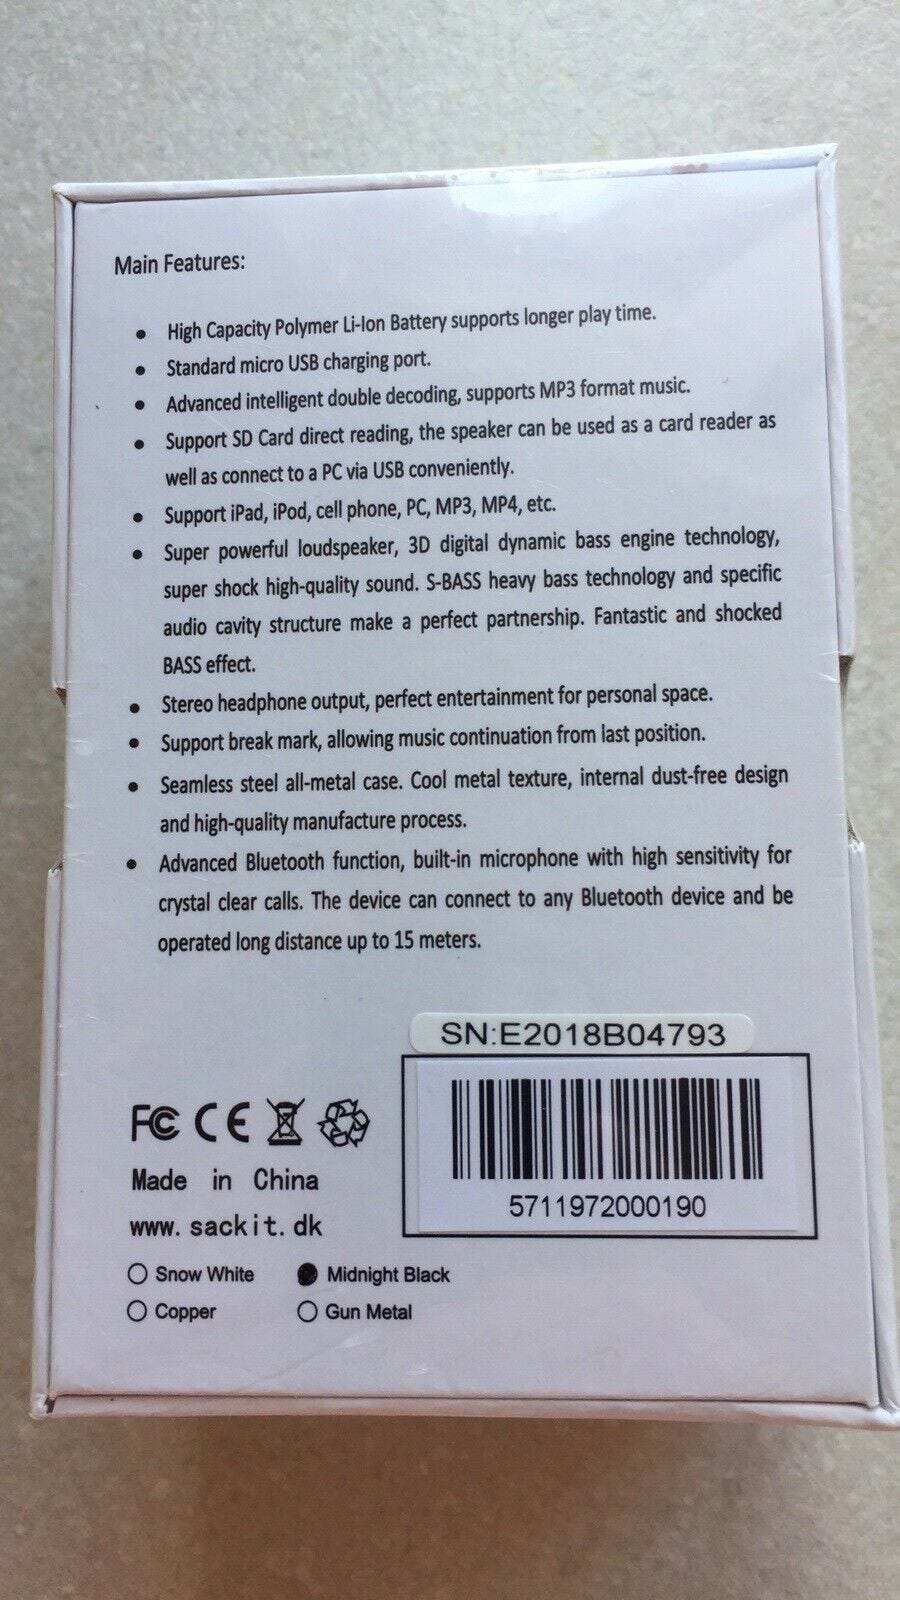 Main Features:
• High Capacity Polymer Li-Ion Battery supports longer play time.
• Standard micro USB charging port.
• Advanced intelligent double decoding, supports MP3 format music.
• Support SD Card direct reading, the speaker can be used as a card reader as
well as connect to a PC via USB conveniently.
• Support iPad, iPod, cell phone, PC, MP3, MP4, etc.
• Super powerful loudspeaker, 3D digital dynamic bass engine technology,
super shock high-quality sound. S-BASS heavy bass technology and specific
audio cavity structure make a perfect partnership. Fantastic and shocked
BASS effect.
• Stereo headphone output, perfect entertainment for personal space.
• Support break mark, allowing music continuation from last position.
• Seamless steel all-metal case. Cool metal texture, internal dust-free design
and high-quality manufacture process.
• Advanced Bluetooth function, built-in microphone with high sensitivity for
crystal clear calls. The device can connect to any Bluetooth device and be
operated long distance up to 15 meters.
SN:E2018B04793
5711972000190
FC CE
Made in China
www.sackit.dk
Snow White Midnight Black
Copper Gun Metal